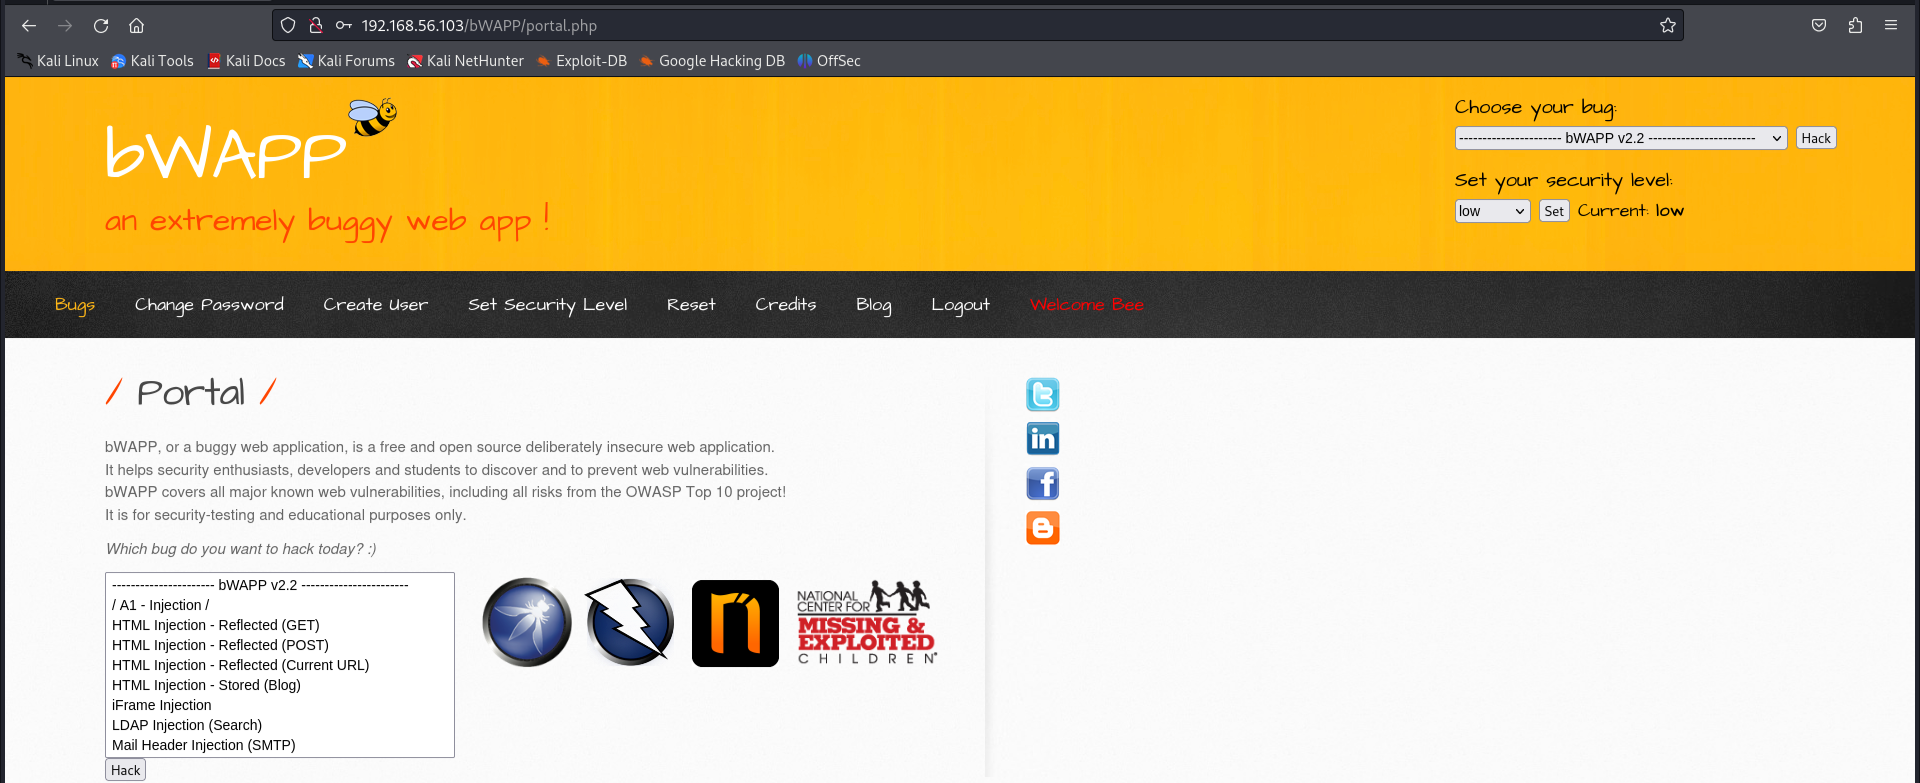 192.168.56.103/bWAPP/portal.php
Kali Linux Kali Tools Kali Docs Kali Forums Kali NetHunter Exploit-DB Google Hacking DB OffSec
bWAPP
an extremely buggy web app !
Choose your bug:
---------------------- bWAPP v2.2 ----------------------- Hack
Set your security level:
low Set Current: low
Bugs Change Password Create User Set Security Level Reset Credits Blog Logout Welcome Bee
/ Portal /
bWAPP, or a buggy web application, is a free and open source deliberately insecure web application.
It helps security enthusiasts, developers and students to discover and to prevent web vulnerabilities.
bWAPP covers all major known web vulnerabilities, including all risks from the OWASP Top 10 project!
It is for security-testing and educational purposes only.
Which bug do you want to hack today? :)
---------------------- bWAPP v2.2 -----------------------
/ A1 - Injection /
HTML Injection - Reflected (GET)
HTML Injection - Reflected (POST)
HTML Injection - Reflected (Current URL)
HTML Injection - Stored (Blog)
iFrame Injection
LDAP Injection (Search)
Mail Header Injection (SMTP)
Hack
NATIONAL
CENTER FOR
MISSING &
EXPLOITED
CHILDREN®